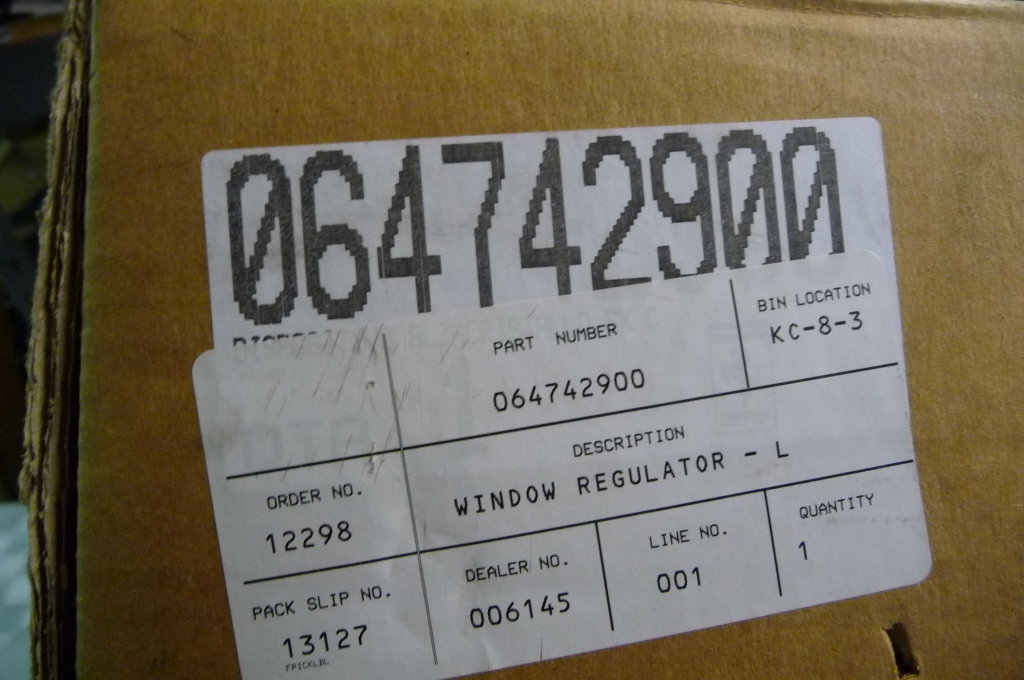 064742900
PART NUMBER
064742900
BIN LOCATION
KC-8-3
DESCRIPTION
WINDOW REGULATOR - L
ORDER NO.
12298
PACK SLIP NO.
13127
FPICKLBL
DEALER NO.
006145
LINE NO.
001
QUANTITY
1